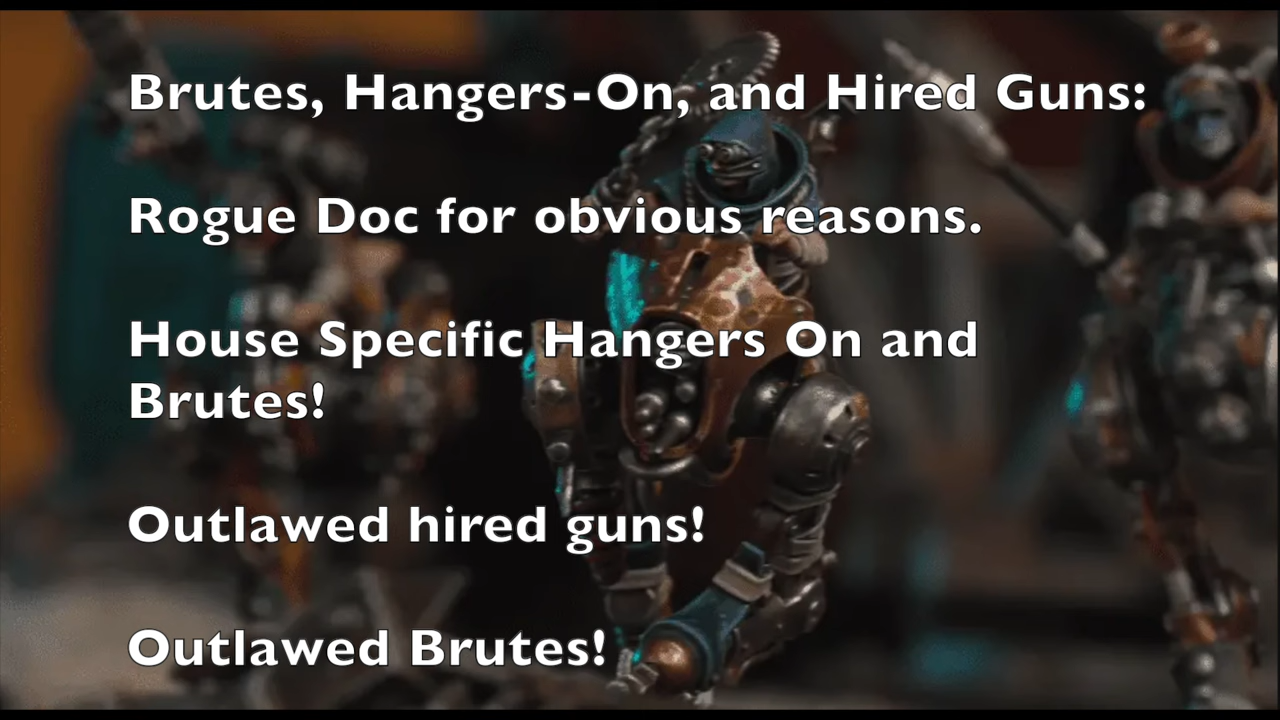 Brutes, Hangers-On, and Hired Guns:
Rogue Doc for obvious reasons.
House Specific Hangers On and
Brutes!
Outlawed hired guns!
Outlawed Brutes!